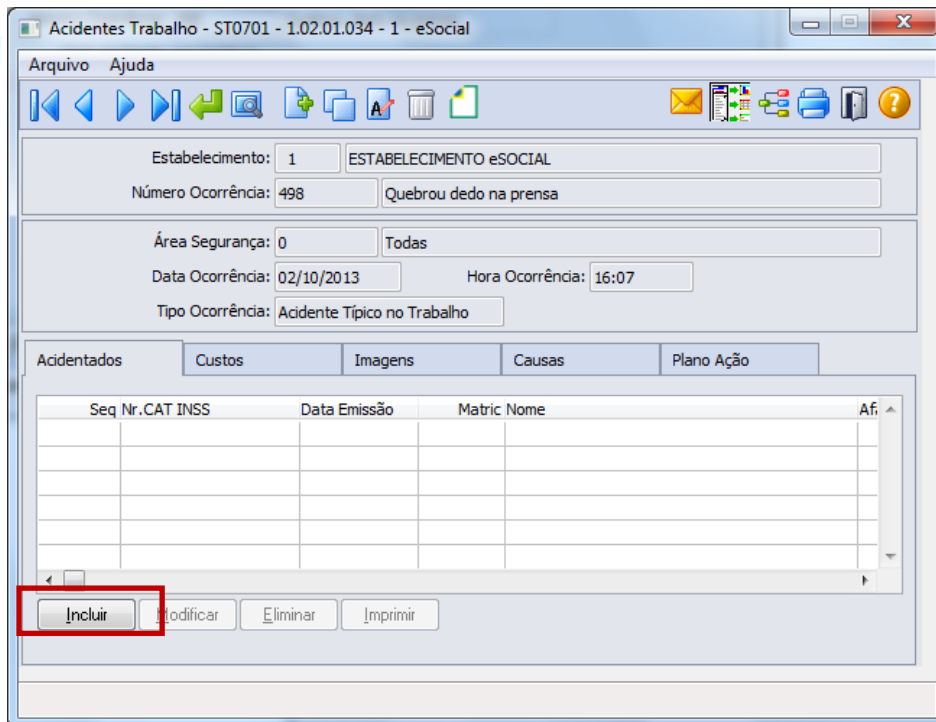 Acidentes Trabalho - ST0701 - 1.02.01.034 - 1 - eSocial
Arquivo Ajuda
Estabelecimento: 1 ESTABELECIMENTO eSOCIAL
Número Ocorrência: 498 Quebrou dedo na prensa
Área Segurança: 0 Todas
Data Ocorrência: 02/10/2013 Hora Ocorrência: 16:07
Tipo Ocorrência: Acidente Típico no Trabalho
Acidentados Custos Imagens Causas Plano Ação
Seq Nr.CAT INSS Data Emissão Matric Nome Afa
Incluir Modificar Eliminar Imprimir